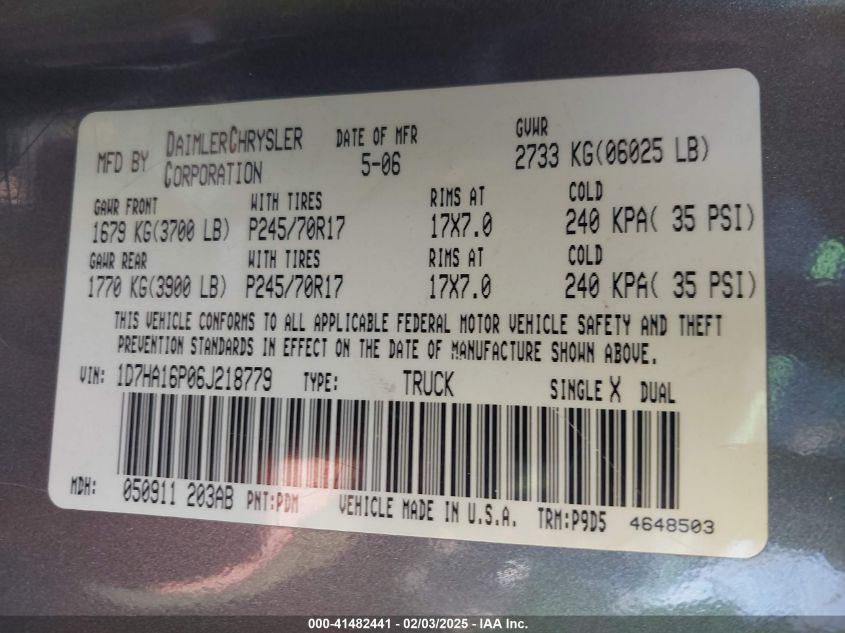 MFD BY DAIMLERCHRYSLER CORPORATION DATE OF MFR 5-06 GVWR 2733 KG(06025 LB)
GAWR FRONT WITH TIRES RIMS AT COLD
1679 KG(3700 LB) P245/70R17 17X7.0 240 KPA( 35 PSI)
GAWR REAR WITH TIRES RIMS AT COLD
1770 KG(3900 LB) P245/70R17 17X7.0 240 KPA( 35 PSI)
THIS VEHICLE CONFORMS TO ALL APPLICABLE FEDERAL MOTOR VEHICLE SAFETY AND THEFT
PREVENTION STANDARDS IN EFFECT ON THE DATE OF MANUFACTURE SHOWN ABOVE.
VIN: 1D7HA16P06J218779 TYPE: TRUCK SINGLE X DUAL
MDH: 050911 203AB PNT:PDM VEHICLE MADE IN U.S.A. TRM:P9D5 4648503
000-41482441 - 02/03/2025 - IAA Inc.